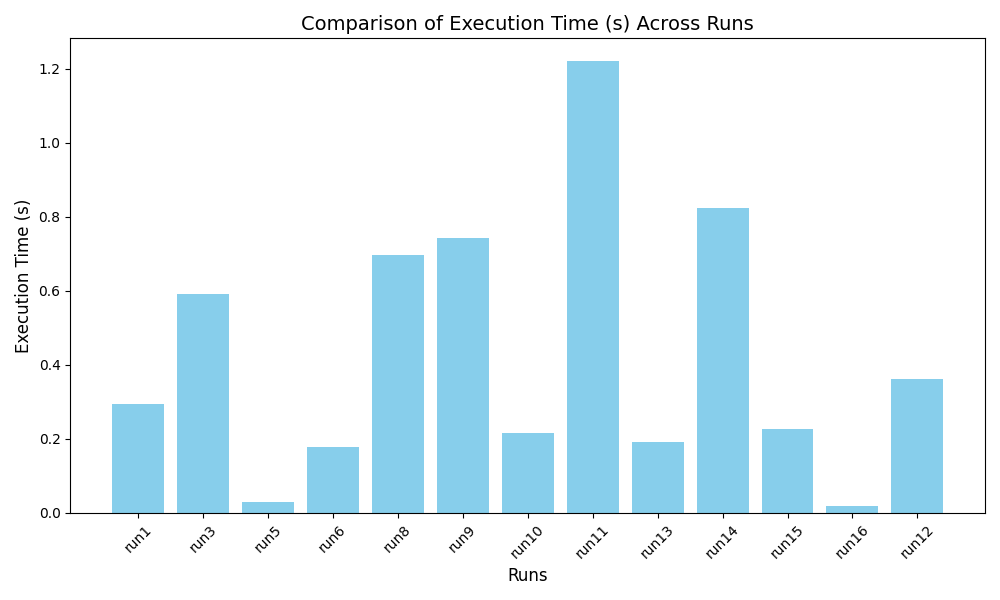 Comparison of Execution Time (s) Across Runs
Execution Time (s)
1.2
1.0
0.8
0.6
0.4
0.2
0.0
run1 run3 run5 run6 run8 run9 run10 run11 run13 run14 run15 run16 run12
Runs